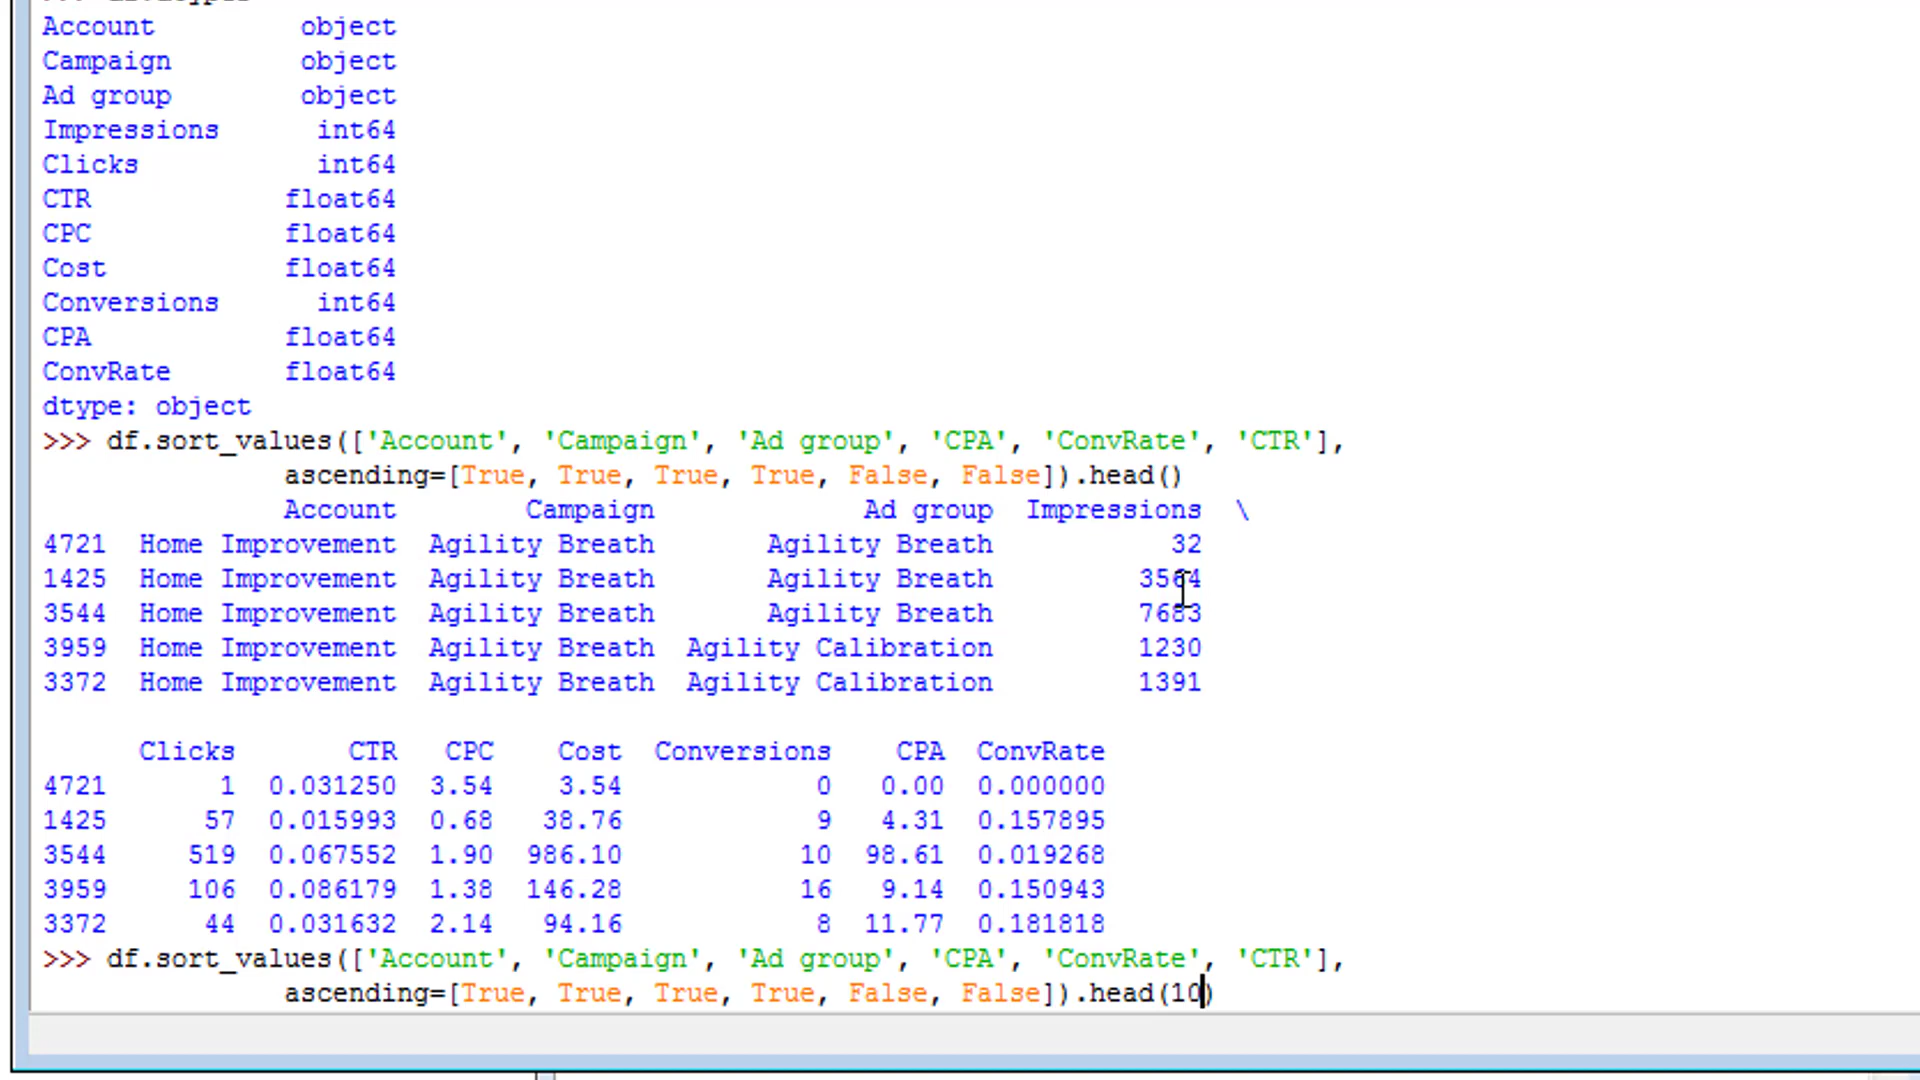 Account         object
Campaign        object
Ad group        object
Impressions      int64
Clicks           int64
CTR            float64
CPC            float64
Cost           float64
Conversions      int64
CPA            float64
ConvRate       float64
dtype: object
>>> df.sort_values(['Account', 'Campaign', 'Ad group', 'CPA', 'ConvRate', 'CTR'],
               ascending=[True, True, True, True, False, False]).head()
               Account        Campaign             Ad group  Impressions  \
4721  Home Improvement  Agility Breath       Agility Breath           32
1425  Home Improvement  Agility Breath       Agility Breath         3564
3544  Home Improvement  Agility Breath       Agility Breath         7683
3959  Home Improvement  Agility Breath  Agility Calibration         1230
3372  Home Improvement  Agility Breath  Agility Calibration         1391
      Clicks       CTR   CPC    Cost  Conversions    CPA  ConvRate
4721       1  0.031250  3.54    3.54            0   0.00  0.000000
1425      57  0.015993  0.68   38.76            9   4.31  0.157895
3544     519  0.067552  1.90  986.10           10  98.61  0.019268
3959     106  0.086179  1.38  146.28           16   9.14  0.150943
3372      44  0.031632  2.14   94.16            8  11.77  0.181818
>>> df.sort_values(['Account', 'Campaign', 'Ad group', 'CPA', 'ConvRate', 'CTR'],
               ascending=[True, True, True, True, False, False]).head(10)